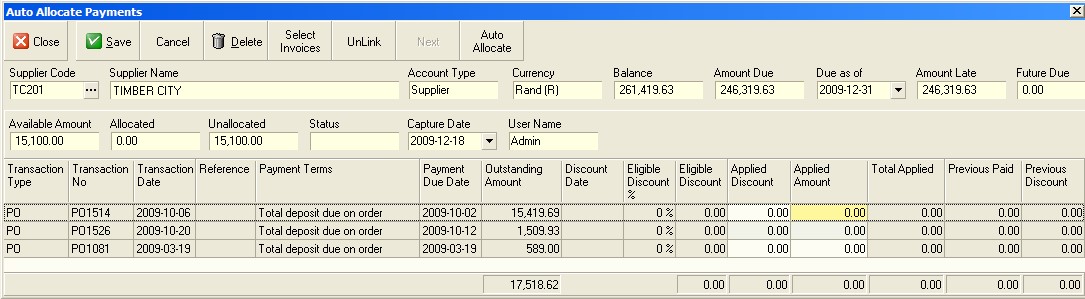 Auto Allocate Payments
Close Save Cancel Delete Select Invoices UnLink Next Auto Allocate
Supplier Code Supplier Name Account Type Currency Balance Amount Due Due as of Amount Late Future Due
TC201 ... TIMBER CITY Supplier Rand (R) 261,419.63 246,319.63 2009-12-31 246,319.63 0.00
Available Amount Allocated Unallocated Status Capture Date User Name
15,100.00 0.00 15,100.00 2009-12-18 Admin
Transaction Type Transaction No Transaction Date Reference Payment Terms Payment Due Date Outstanding Amount Discount Date Eligible Discount % Eligible Discount Applied Discount Applied Amount Total Applied Previous Paid Previous Discount
PO PO1514 2009-10-06 Total deposit due on order 2009-10-02 15,419.69 0 % 0.00 0.00 0.00 0.00 0.00 0.00
PO PO1526 2009-10-20 Total deposit due on order 2009-10-12 1,509.93 0 % 0.00 0.00 0.00 0.00 0.00 0.00
PO PO1081 2009-03-19 Total deposit due on order 2009-03-19 589.00 0 % 0.00 0.00 0.00 0.00 0.00 0.00
17,518.62 0.00 0.00 0.00 0.00 0.00 0.00